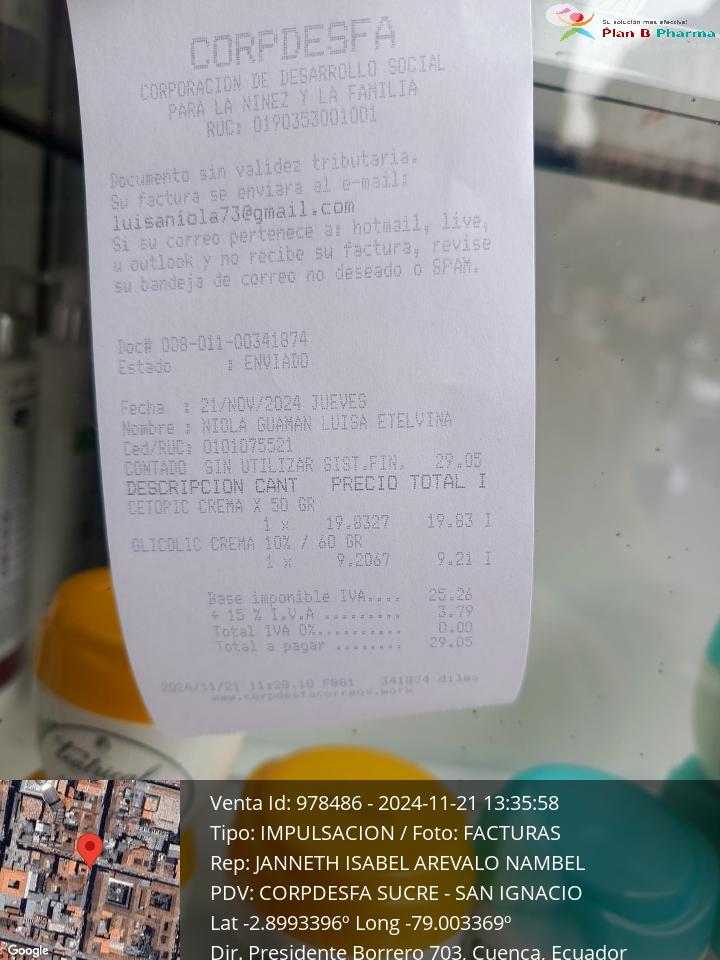 Su solución mas efectiva!
Plan B Pharma
CORPDESFA
CORPORACION DE DESARROLLO SOCIAL
PARA LA NINEZ Y LA FAMILIA
RUC: 0190353001001
Documento sin validez tributaria.
Su factura se enviara al e-mail:
luisaniola73@gmail.com
Si su correo pertenece a: hotmail, live,
u outlook y no recibe su factura, revise
su bandeja de correo no deseado o SPAM.
Doc# 008-011-00341874
Estado : ENVIADO
Fecha : 21/NOV/2024 JUEVES
Nombre : NIOLA GUAMAN LUISA ETELVINA
Ced/RUC: 0101075521
CONTADO SIN UTILIZAR SIST.FIN. 29.05
DESCRIPCION CANT PRECIO TOTAL I
CETOPIC CREMA X 50 GR
1 x 19.8327 19.83 I
GLICOLIC CREMA 10% / 60 GR
1 x 9.2067 9.21 I
Base imponible IVA.... 25.26
+ 15 % I.V.A ......... 3.79
Total IVA 0%.......... 0.00
Total a pagar ........ 29.05
2024/11/21 11:28.10 F001 341874
www.corpdesfacorreos.work
Venta Id: 978486 - 2024-11-21 13:35:58
Tipo: IMPULSACION / Foto: FACTURAS
Rep: JANNETH ISABEL AREVALO NAMBEL
PDV: CORPDESFA SUCRE - SAN IGNACIO
Lat -2.8993396º Long -79.003369º
Dir. Presidente Borrero 703, Cuenca, Ecuador
Google